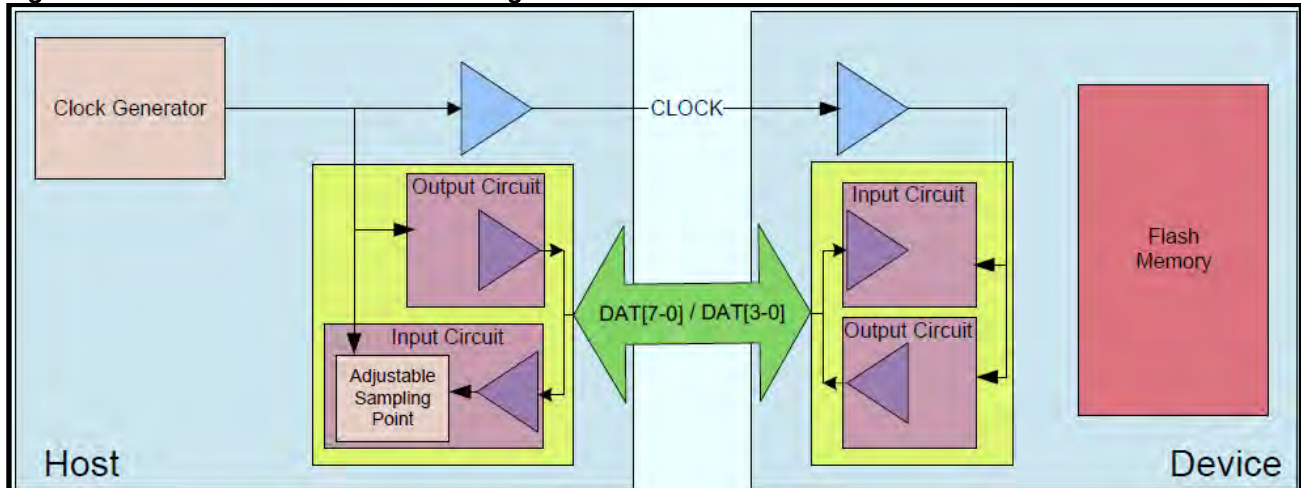 Clock Generator
CLOCK
Output Circuit
Input Circuit
Flash
Memory
DAT[7-0] / DAT[3-0]
Input Circuit
Output Circuit
Adjustable
Sampling
Point
Host
Device